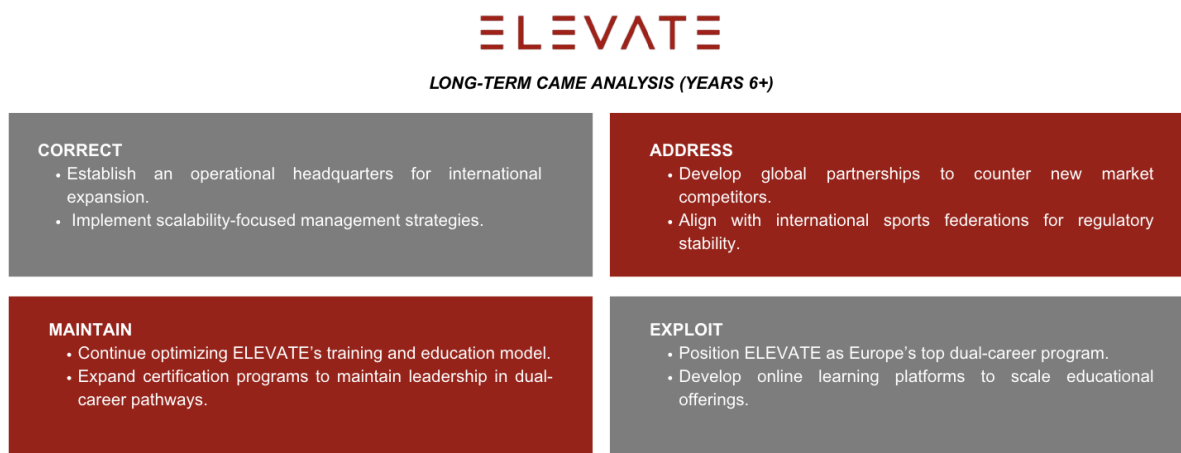 ELEVATE
LONG-TERM CAME ANALYSIS (YEARS 6+)
CORRECT
• Establish an operational headquarters for international
expansion.
• Implement scalability-focused management strategies.
ADDRESS
• Develop global partnerships to counter new market
competitors.
• Align with international sports federations for regulatory
stability.
MAINTAIN
• Continue optimizing ELEVATE’s training and education model.
• Expand certification programs to maintain leadership in dual-
career pathways.
EXPLOIT
• Position ELEVATE as Europe’s top dual-career program.
• Develop online learning platforms to scale educational
offerings.